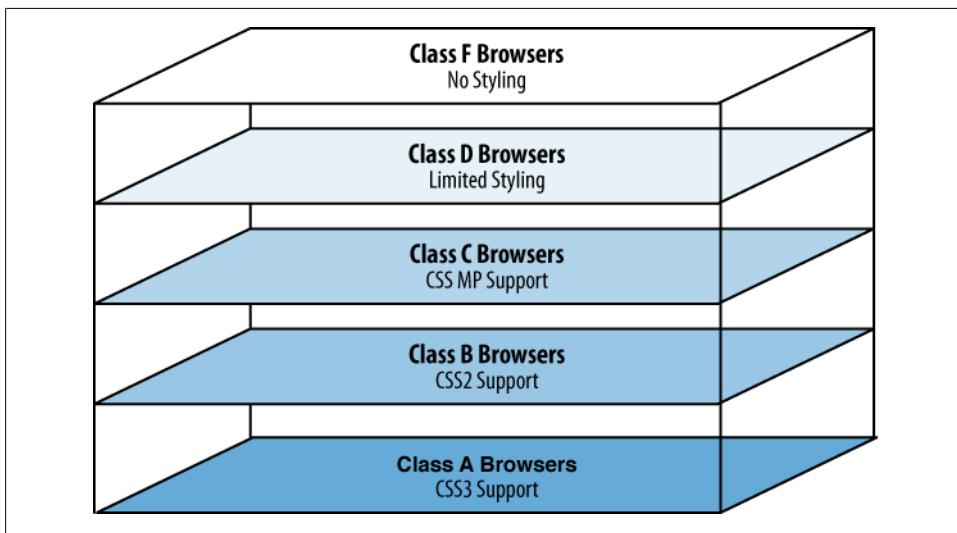 Class F Browsers
No Styling
Class D Browsers
Limited Styling
Class C Browsers
CSS MP Support
Class B Browsers
CSS2 Support
Class A Browsers
CSS3 Support